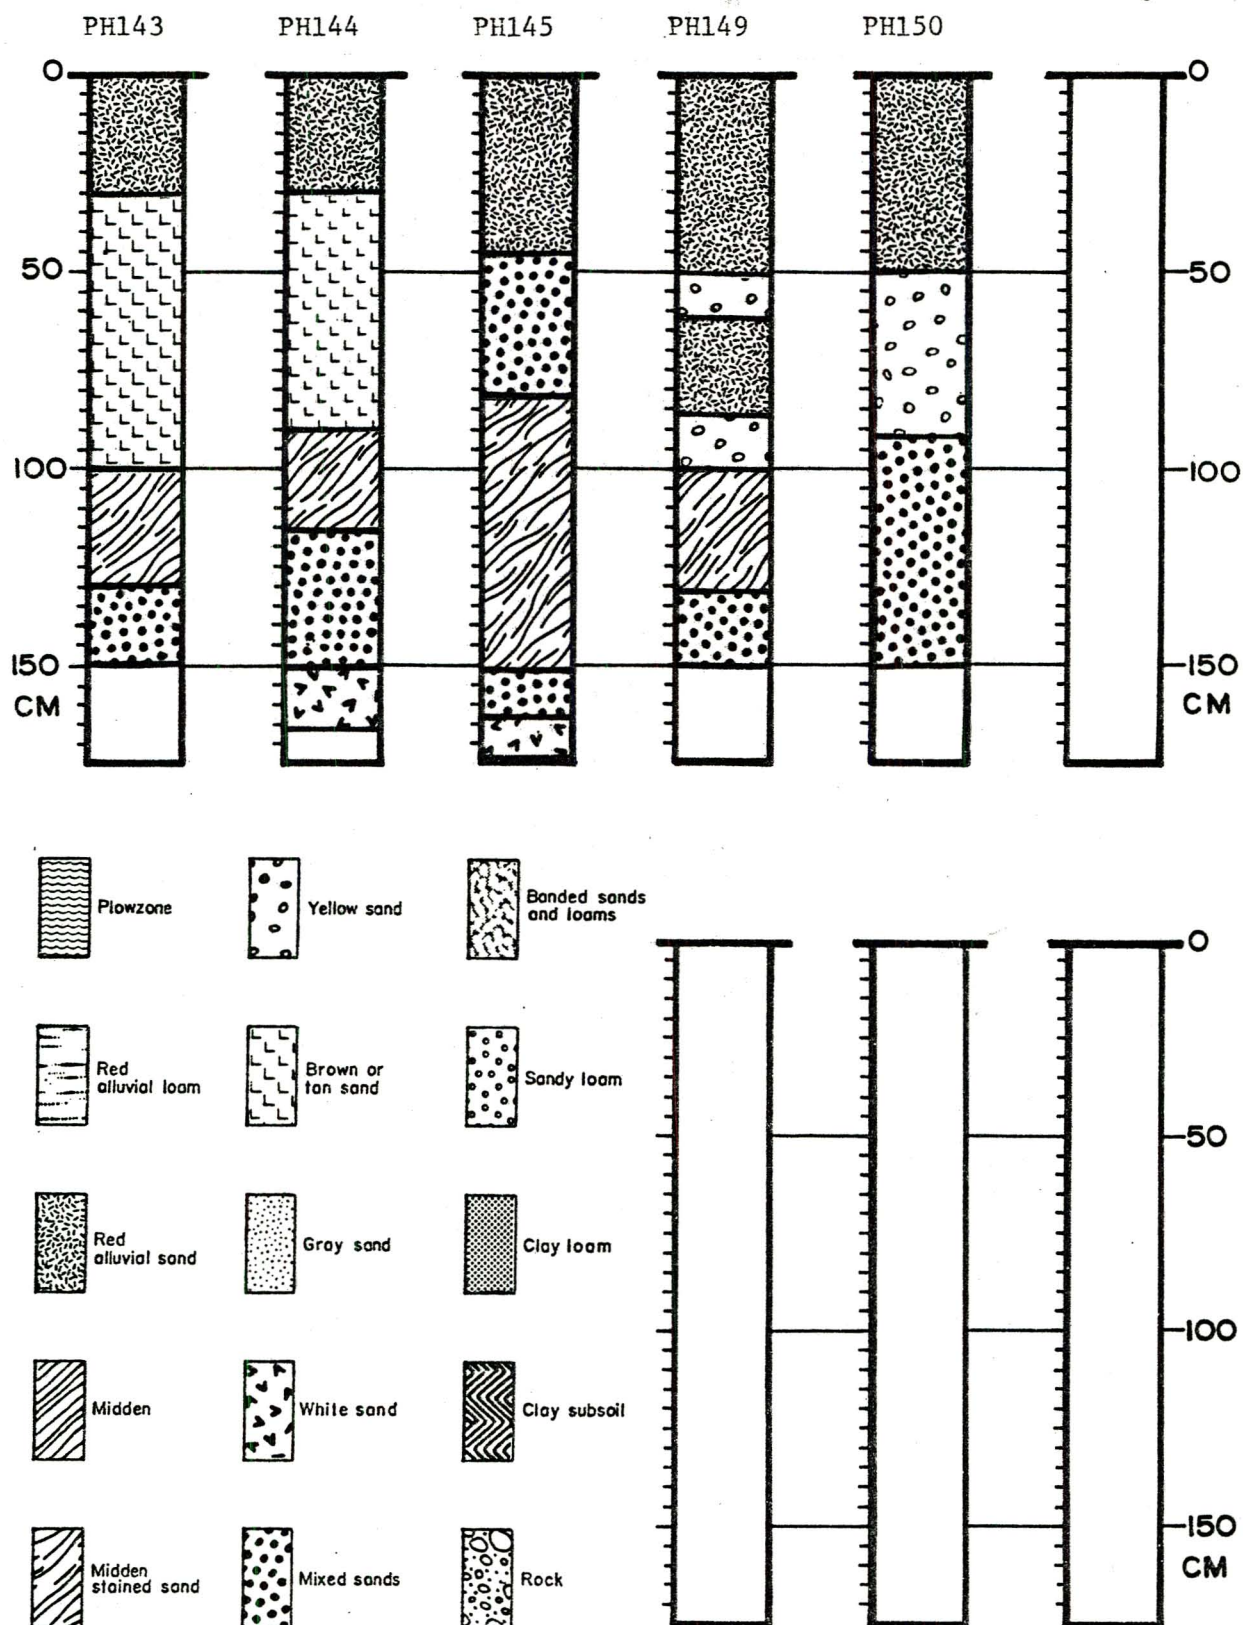 PH143 PH144 PH145 PH149 PH150
0 0
50 50
100 100
150 150
CM CM
Plowzone
Yellow sand
Banded sands
and loams
Red
alluvial loam
Brown or
tan sand
Sandy loam
Red
alluvial sand
Gray sand
Clay loam
Midden
White sand
Clay subsoil
Midden
stained sand
Mixed sands
Rock
0
50
100
150
CM